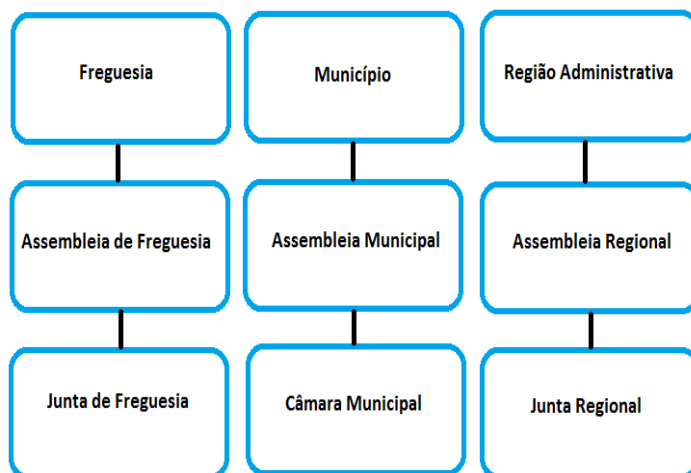 Freguesia
Município
Região Administrativa
Assembleia de Freguesia
Assembleia Municipal
Assembleia Regional
Junta de Freguesia
Câmara Municipal
Junta Regional